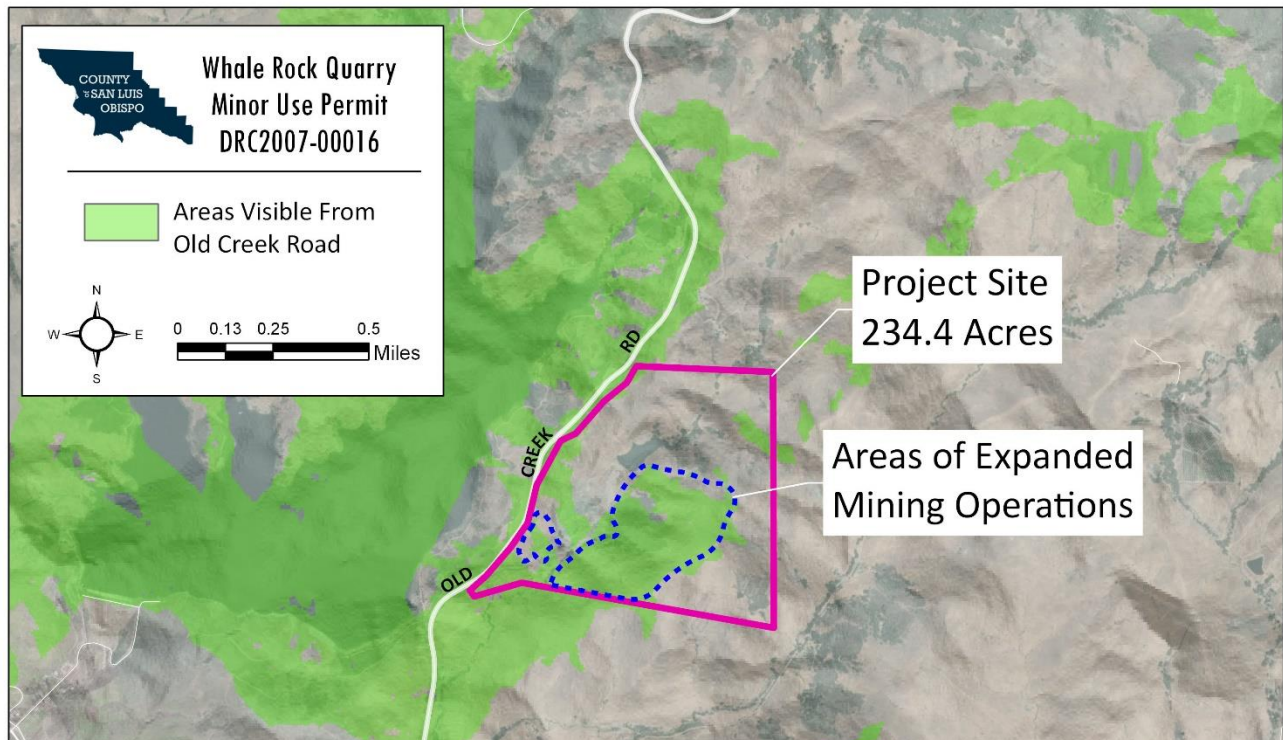 COUNTY
OF SAN LUIS
OBISPO
Whale Rock Quarry
Minor Use Permit
DRC2007-00016
Areas Visible From
Old Creek Road
N
W E
S
0 0.13 0.25 0.5
Miles
Project Site
234.4 Acres
Areas of Expanded
Mining Operations
OLD CREEK RD